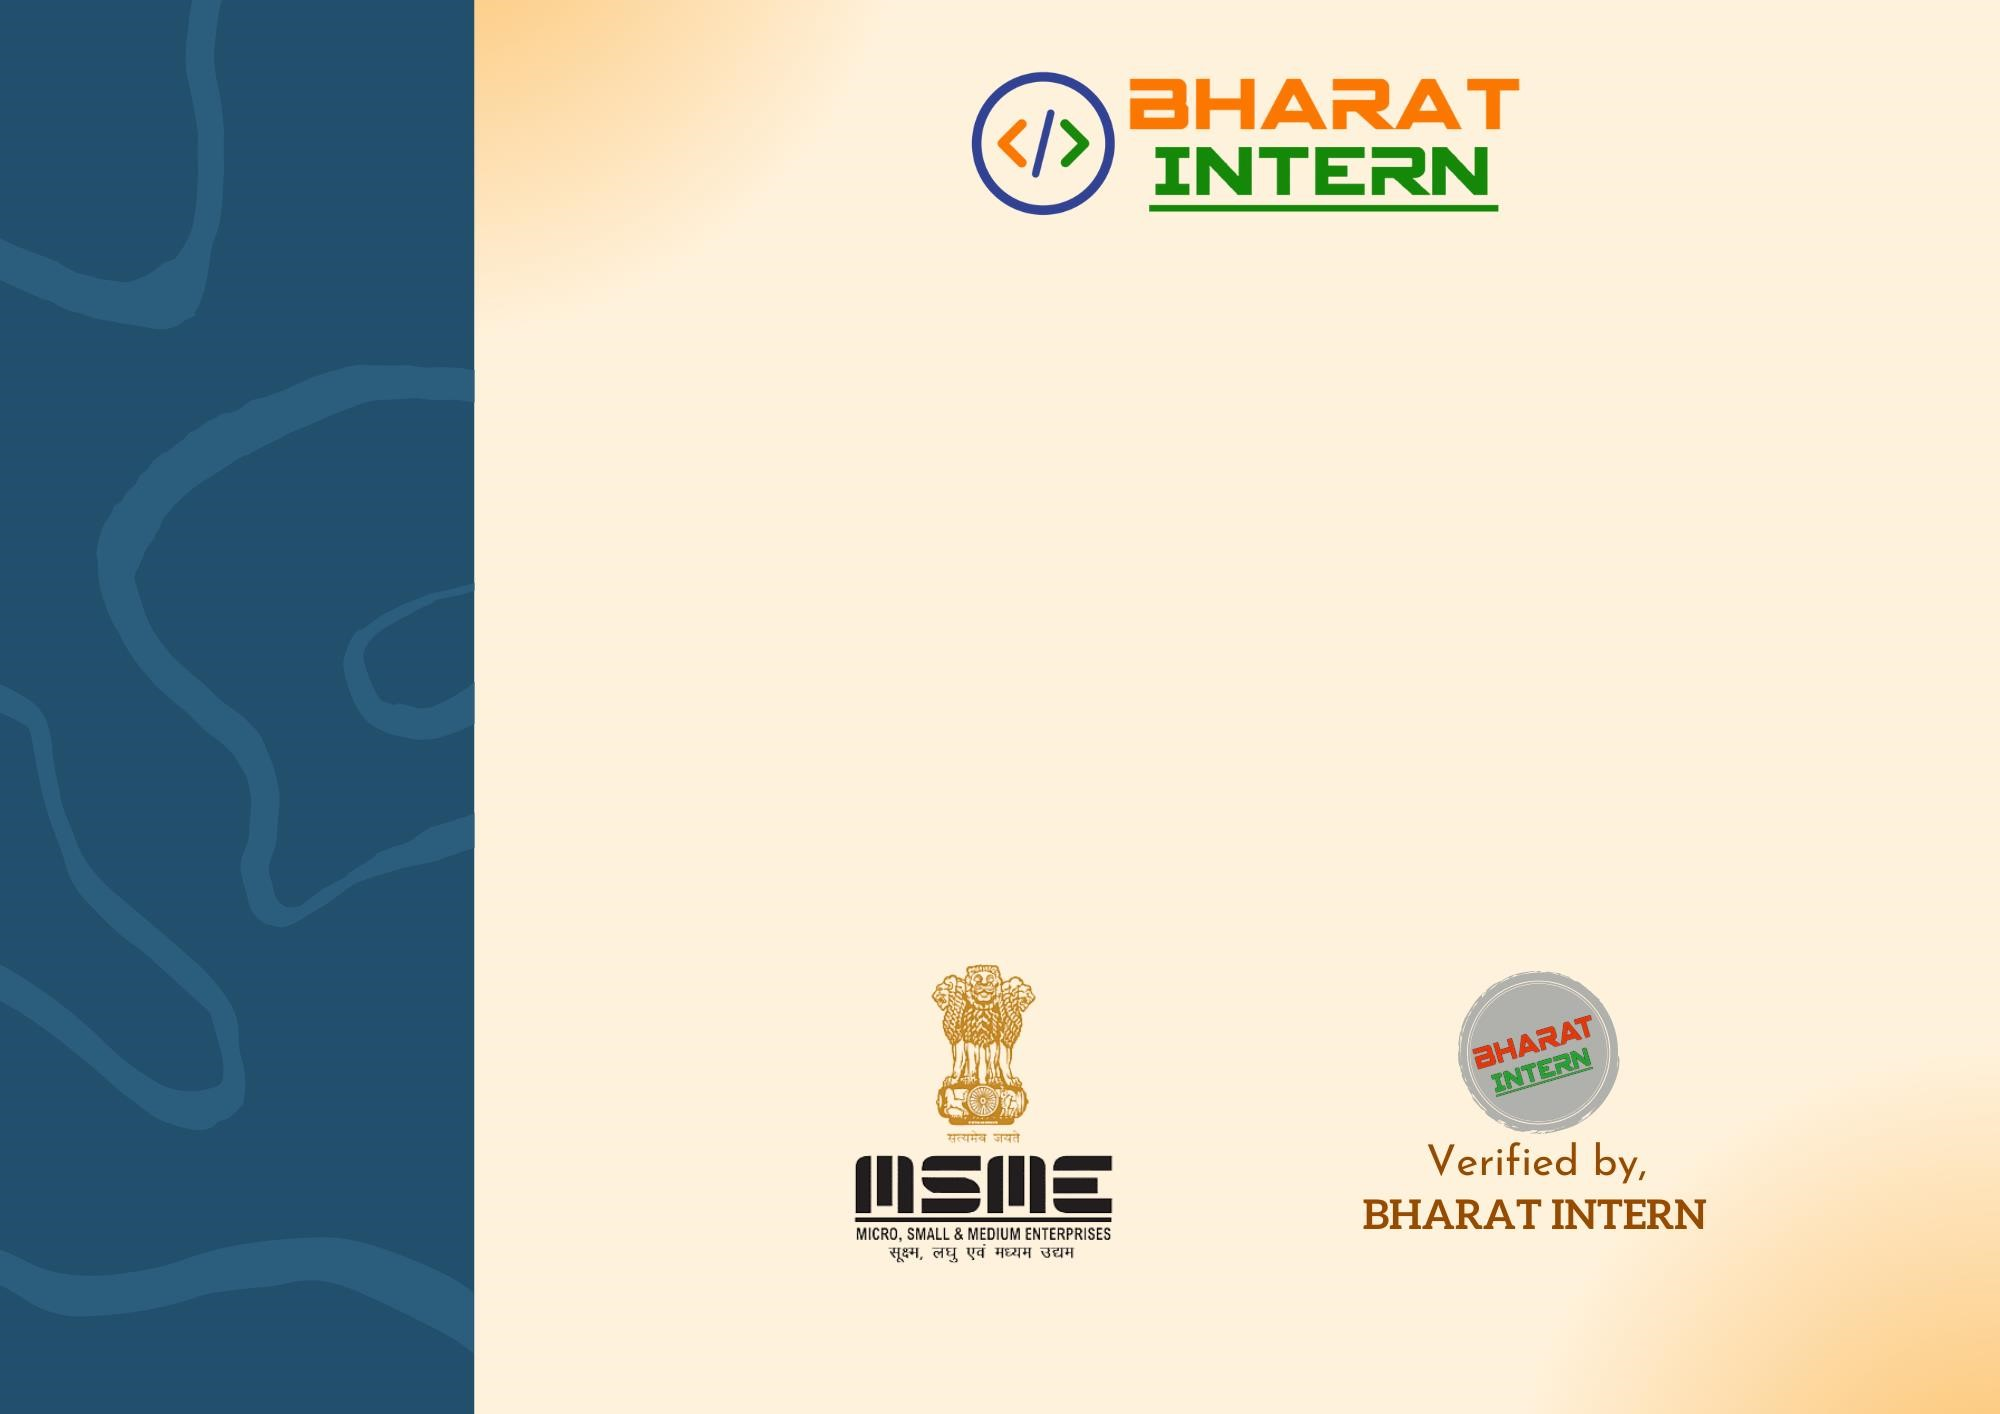 BHARAT
INTERN
सत्यमेव जयते
MSME
MICRO, SMALL & MEDIUM ENTERPRISES
सूक्ष्म, लघु एवं मध्यम उद्यम
BHARAT
INTERN
Verified by,
BHARAT INTERN